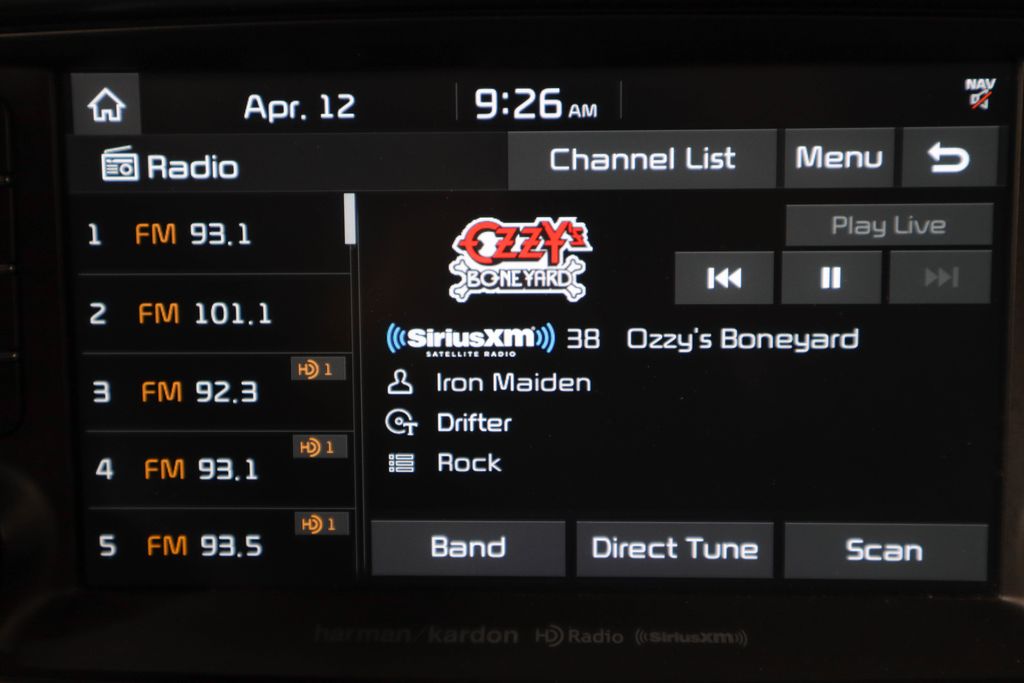 Apr. 12 9:26 AM NAV
Radio Channel List Menu
1 FM 93.1
2 FM 101.1
3 FM 92.3 HD 1
4 FM 93.1 HD 1
5 FM 93.5 HD 1
OZZY'S
BONEYARD
Play Live
((SiriusXM)) 38 Ozzy's Boneyard
SATELLITE RADIO
Iron Maiden
Drifter
Rock
Band Direct Tune Scan
harman/kardon HD Radio ((SiriusXM))